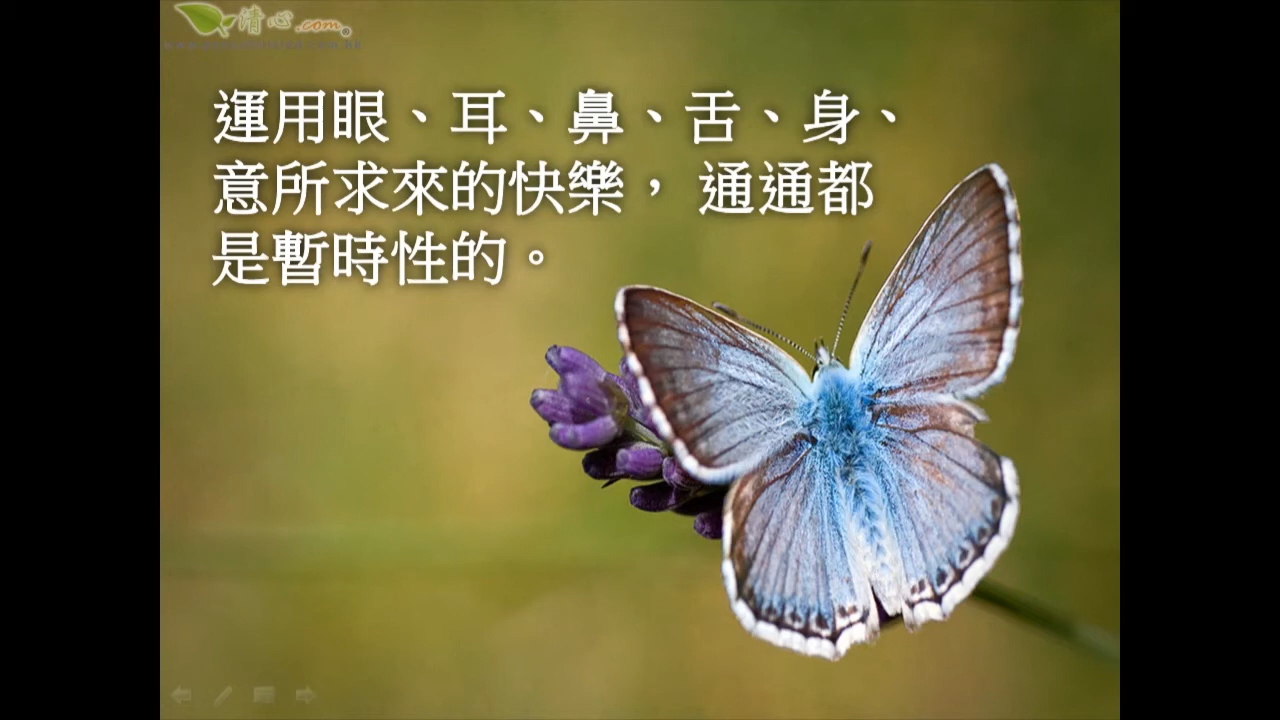 清心.com
運用眼、耳、鼻、舌、身、
意所求來的快樂， 通通都
是暫時性的。